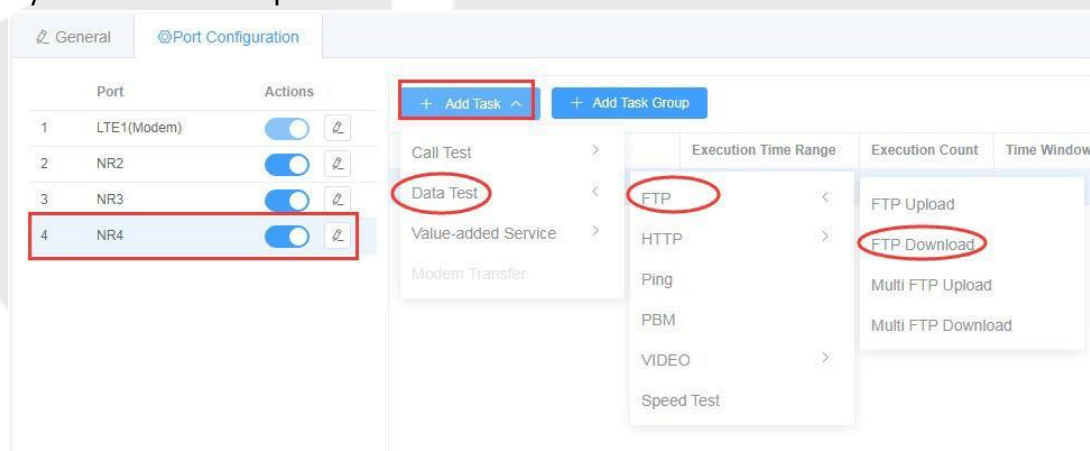 General Port Configuration
Port Actions
1 LTE1(Modem)
2 NR2
3 NR3
4 NR4
+ Add Task + Add Task Group
Execution Time Range Execution Count Time Window
Call Test
Data Test
Value-added Service
Modem Transfer
FTP
HTTP
Ping
PBM
VIDEO
Speed Test
FTP Upload
FTP Download
Multi FTP Upload
Multi FTP Download